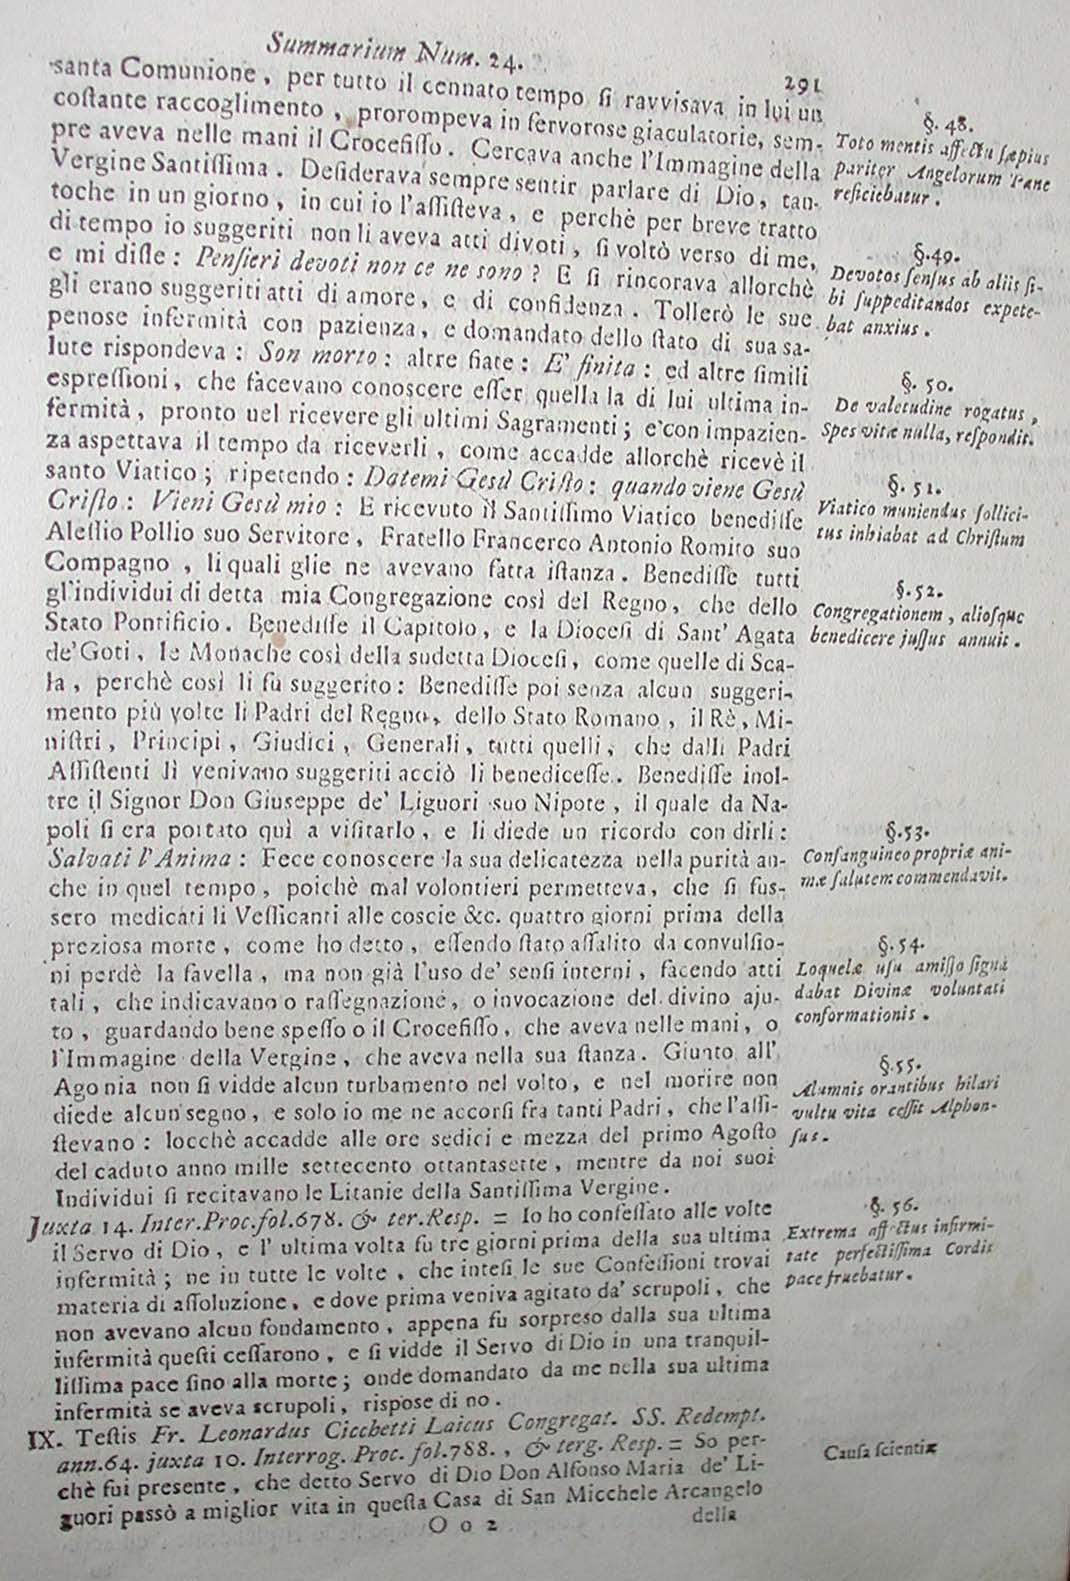 Summarium Num. 24.
291
santa Comunione, per tutto il cennato tempo ſi ravvisava in lui un
coſtante raccoglimento, prorompeva in fervorose giaculatorie, sem-
pre aveva nelle mani il Crocefiſſo. Cercava anche l'Immagine della
Vergine Santiſſima. Deſiderava sempre sentir parlare di Dio, tan-
toche in un giorno, in cui io l'aſſiſteva, e perchè per breve tratto
di tempo io suggeriti non li aveva atti divoti, ſi voltò verso di me,
e mi diſſe: Penſieri devoti non ce ne sono? E ſi rincorava allorchè
gli erano suggeriti atti di amore, e di confidenza. Tollerò le sue
penose infermità con pazienza, e domandato dello ſtato di sua sa-
lute rispondeva: Son morto: altre fiate: E' finita: ed altre ſimili
espreſſioni, che facevano conoscere eſſer quella la di lui ultima in-
fermità, pronto nel ricevere gli ultimi Sagramenti; e con impazien-
za aspettava il tempo da riceverli, come accadde allorchè ricevè il
santo Viatico; ripetendo: Datemi Gesù Criſto: quando viene Gesù
Criſto: Vieni Gesù mio: E ricevuto il Santiſſimo Viatico benediſſe
Aleſſio Pollio suo Servitore, Fratello Francerco Antonio Romito suo
Compagno, li quali glie ne avevano fatta iſtanza. Benediſſe tutti
gl'individui di detta mia Congregazione così del Regno, che dello
Stato Pontificio. Benediſſe il Capitolo, e la Dioceſi di Sant' Agata
de'Goti, le Monache così della sudetta Dioceſi, come quelle di Sca-
la, perchè così li fù suggerito: Benediſſe poi senza alcun suggeri-
mento più volte li Padri del Regno, dello Stato Romano, il Rè, Mi-
niſtri, Principi, Giudici, Generali, tutti quelli, che dalli Padri
Aſſiſtenti lì venivano suggeriti acciò li benediceſſe. Benediſſe inol-
tre il Signor Don Giuseppe de' Liguori suo Nipote, il quale da Na-
poli ſi era portato quì a viſitarlo, e li diede un ricordo con dirli:
Salvati l'Anima: Fece conoscere la sua delicatezza nella purità an-
che in quel tempo, poichè mal volontieri permetteva, che ſi fus-
sero medicati li Veſſicanti alle coscie &c. quattro giorni prima della
preziosa morte, come ho detto, eſſendo ſtato aſſalito da convulſio-
ni perdè la favella, ma non già l'uso de' senſi interni, facendo atti
tali, che indicavano o raſſegnazione, o invocazione del divino aju-
to, guardando bene speſſo o il Crocefiſſo, che aveva nelle mani, o
l'Immagine della Vergine, che aveva nella sua ſtanza. Giunto all'
Agonia non ſi vidde alcun turbamento nel volto, e nel morire non
diede alcun segno, e solo io me ne accorſi fra tanti Padri, che l'aſſi-
ſtevano: locchè accadde alle ore sedici e mezza del primo Agoſto
del caduto anno mille settecento ottantasette, mentre da noi suoi
Individui ſi recitavano le Litanie della Santiſſima Vergine.
Juxta 14. Inter. Proc. fol. 678. & ter. Resp. = Io ho confeſſato alle volte
il Servo di Dio, e l' ultima volta fu tre giorni prima della sua ultima
infermità; ne in tutte le volte, che inteſi le sue Confeſſioni trovai
materia di aſſoluzione, e dove prima veniva agitato da' scrupoli, che
non avevano alcun fondamento, appena fu sorpreso dalla sua ultima
infermità queſti ceſſarono, e ſi vidde il Servo di Dio in una tranquil-
liſſima pace ſino alla morte; onde domandato da me nella sua ultima
infermità se aveva scrupoli, rispose di no.
IX. Teſtis Fr. Leonardus Cicchetti Laicus Congregat. SS. Redempt.
ann. 64. juxta 10. Interrog. Proc. fol. 788., & terg. Resp. = So per-
chè fui presente, che detto Servo di Dio Don Alfonso Maria de' Li-
guori passò a miglior vita in queſta Casa di San Micchele Arcangelo
O o 2
della
§. 48.
Toto mentis affectu ſæpius
pariter Angelorum Pane
reficiebatur.
§. 49.
Devotos ſenſus ab aliis ſi-
bi ſuppeditandos expete-
bat anxius.
§. 50.
De valetudine rogatus,
Spes vitæ nulla, reſpondit.
§. 51.
Viatico muniendus ſollici-
tus inhiabat ad Chriſtum
§. 52.
Congregationem, alioſque
benedicere juſſus annuit.
§. 53.
Conſanguineo propriæ ani-
mæ ſalutem commendavit.
§. 54.
Loquelæ uſu amiſſo ſigna
dabat Divinæ voluntati
conformationis.
§. 55.
Alumnis orantibus hilari
vultu vita ceſſit Alphon-
ſus.
§. 56.
Extrema affectus infirmi-
tate perfectiſſima Cordis
pace fruebatur.
Cauſa ſcientiæ